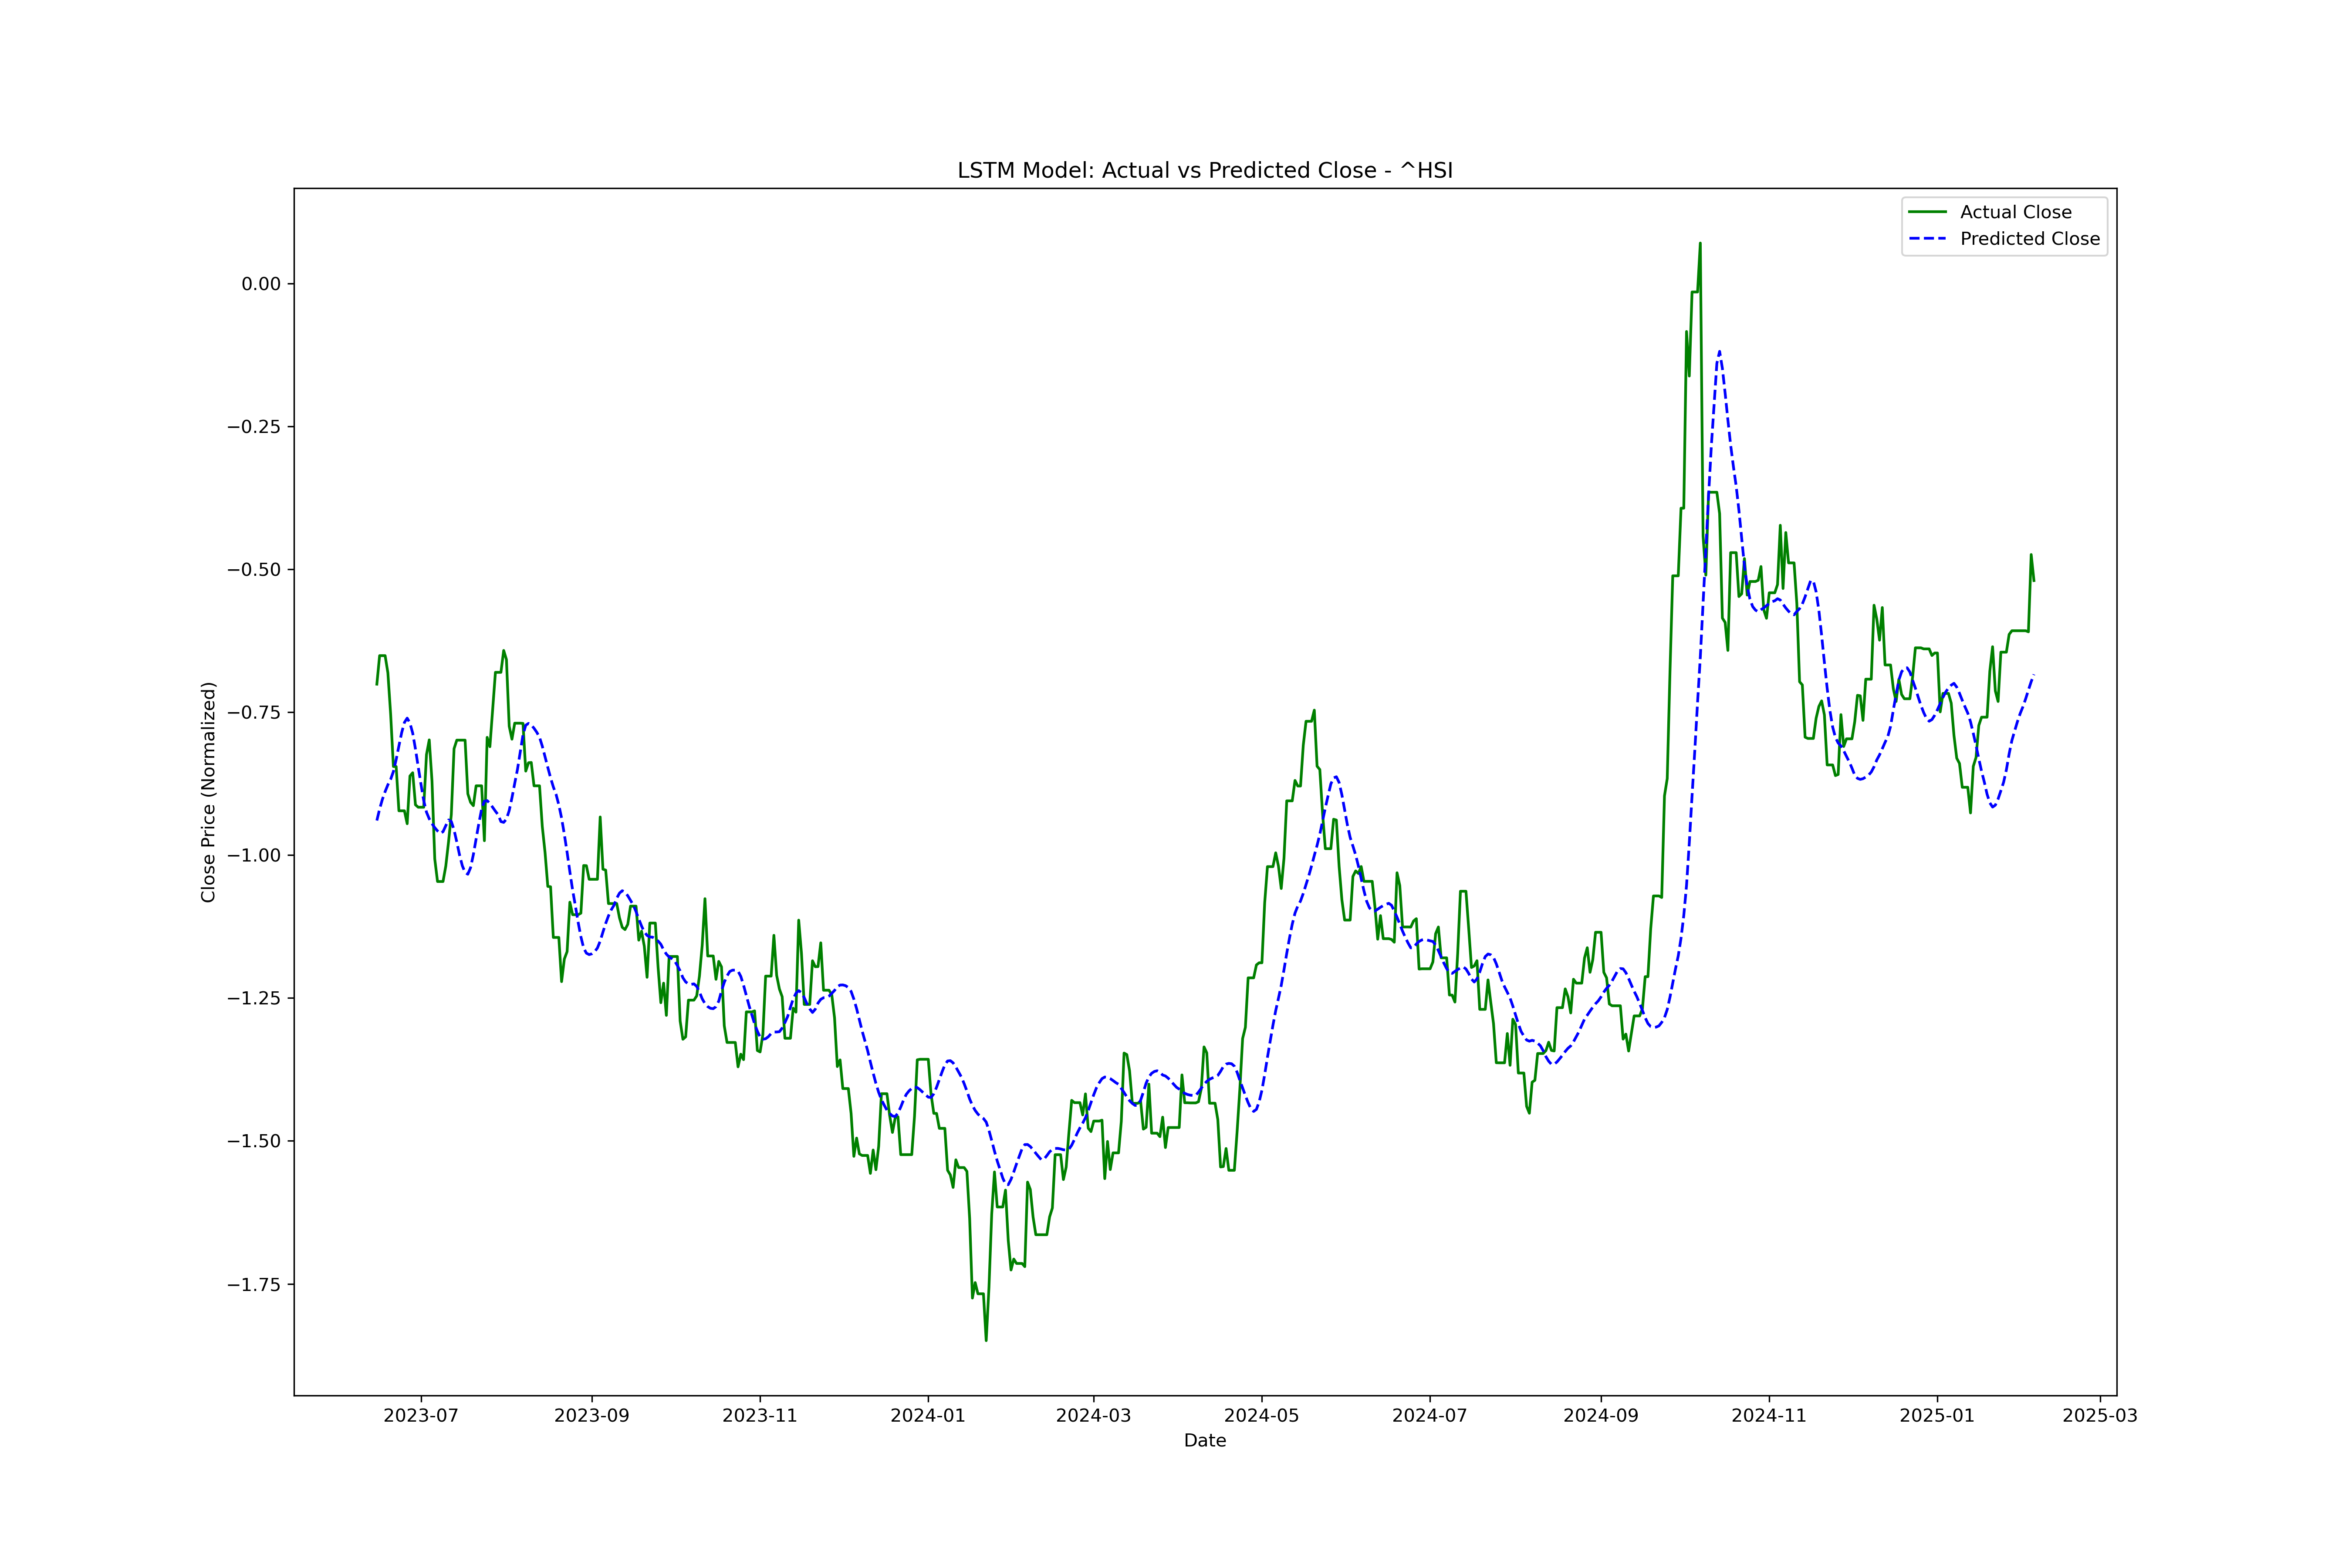 LSTM Model: Actual vs Predicted Close - ^HSI
Actual Close
Predicted Close
Close Price (Normalized)
0.00
−0.25
−0.50
−0.75
−1.00
−1.25
−1.50
−1.75
2023-07 2023-09 2023-11 2024-01 2024-03 2024-05 2024-07 2024-09 2024-11 2025-01 2025-03
Date